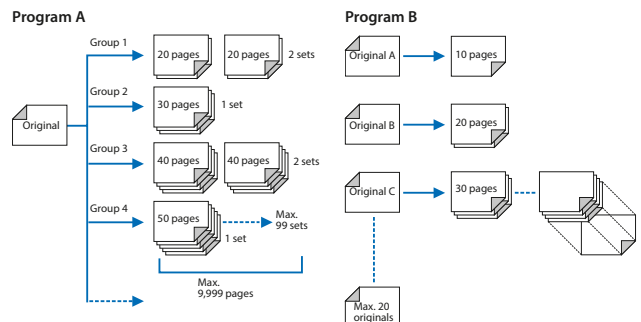 Program A
Group 1
20 pages
20 pages
2 sets
Group 2
30 pages
1 set
Original
Group 3
40 pages
40 pages
2 sets
Group 4
50 pages
1 set
Max.
99 sets
Max.
9,999 pages
Program B
Original A
10 pages
Original B
20 pages
Original C
30 pages
Max. 20
originals